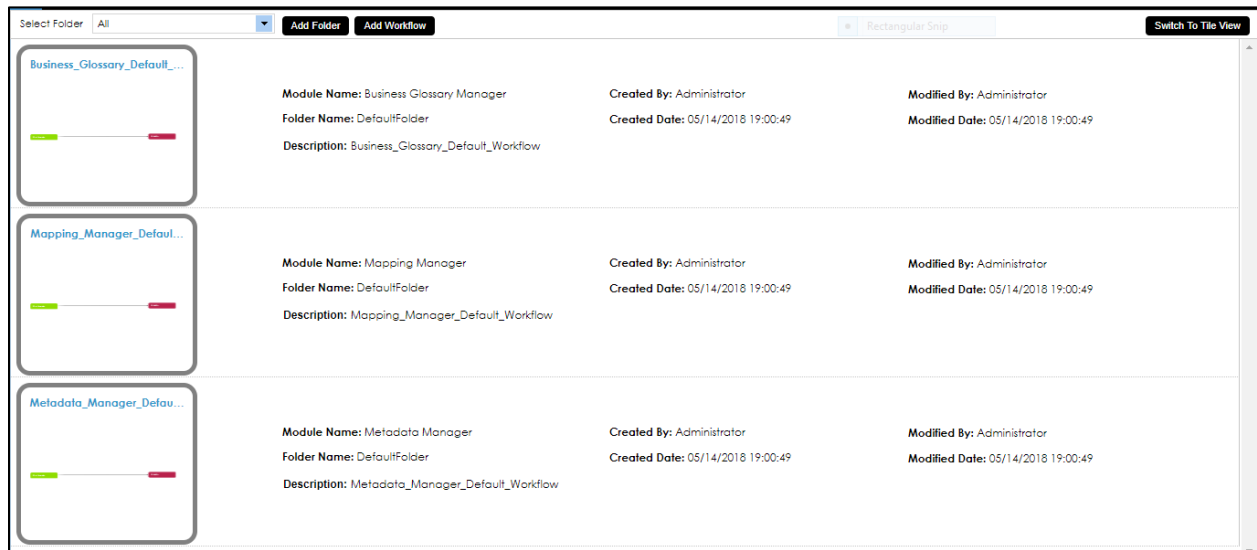 Select Folder All Add Folder Add Workflow Rectangular Snip Switch To Tile View
Business_Glossary_Default_...
Module Name: Business Glossary Manager Created By: Administrator Modified By: Administrator
Folder Name: DefaultFolder Created Date: 05/14/2018 19:00:49 Modified Date: 05/14/2018 19:00:49
Description: Business_Glossary_Default_Workflow
Mapping_Manager_Defaul...
Module Name: Mapping Manager Created By: Administrator Modified By: Administrator
Folder Name: DefaultFolder Created Date: 05/14/2018 19:00:49 Modified Date: 05/14/2018 19:00:49
Description: Mapping_Manager_Default_Workflow
Metadata_Manager_Defau...
Module Name: Metadata Manager Created By: Administrator Modified By: Administrator
Folder Name: DefaultFolder Created Date: 05/14/2018 19:00:49 Modified Date: 05/14/2018 19:00:49
Description: Metadata_Manager_Default_Workflow